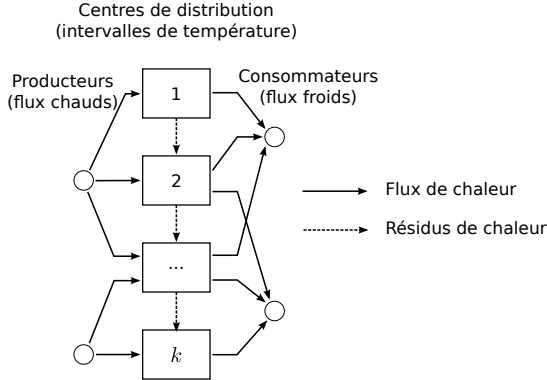 Centres de distribution
(intervalles de température)
Producteurs
(flux chauds)
Consommateurs
(flux froids)
1
2
...
k
Flux de chaleur
Résidus de chaleur